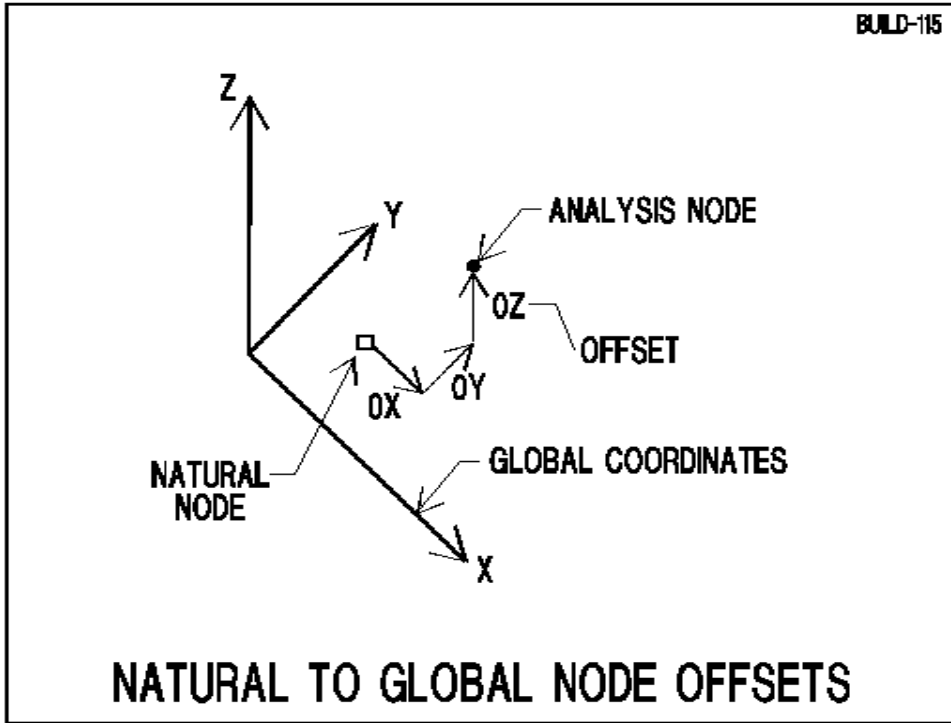 BUILD-115
Z
Y
ANALYSIS NODE
OZ
OFFSET
OX
OY
NATURAL
NODE
GLOBAL COORDINATES
X
NATURAL TO GLOBAL NODE OFFSETS